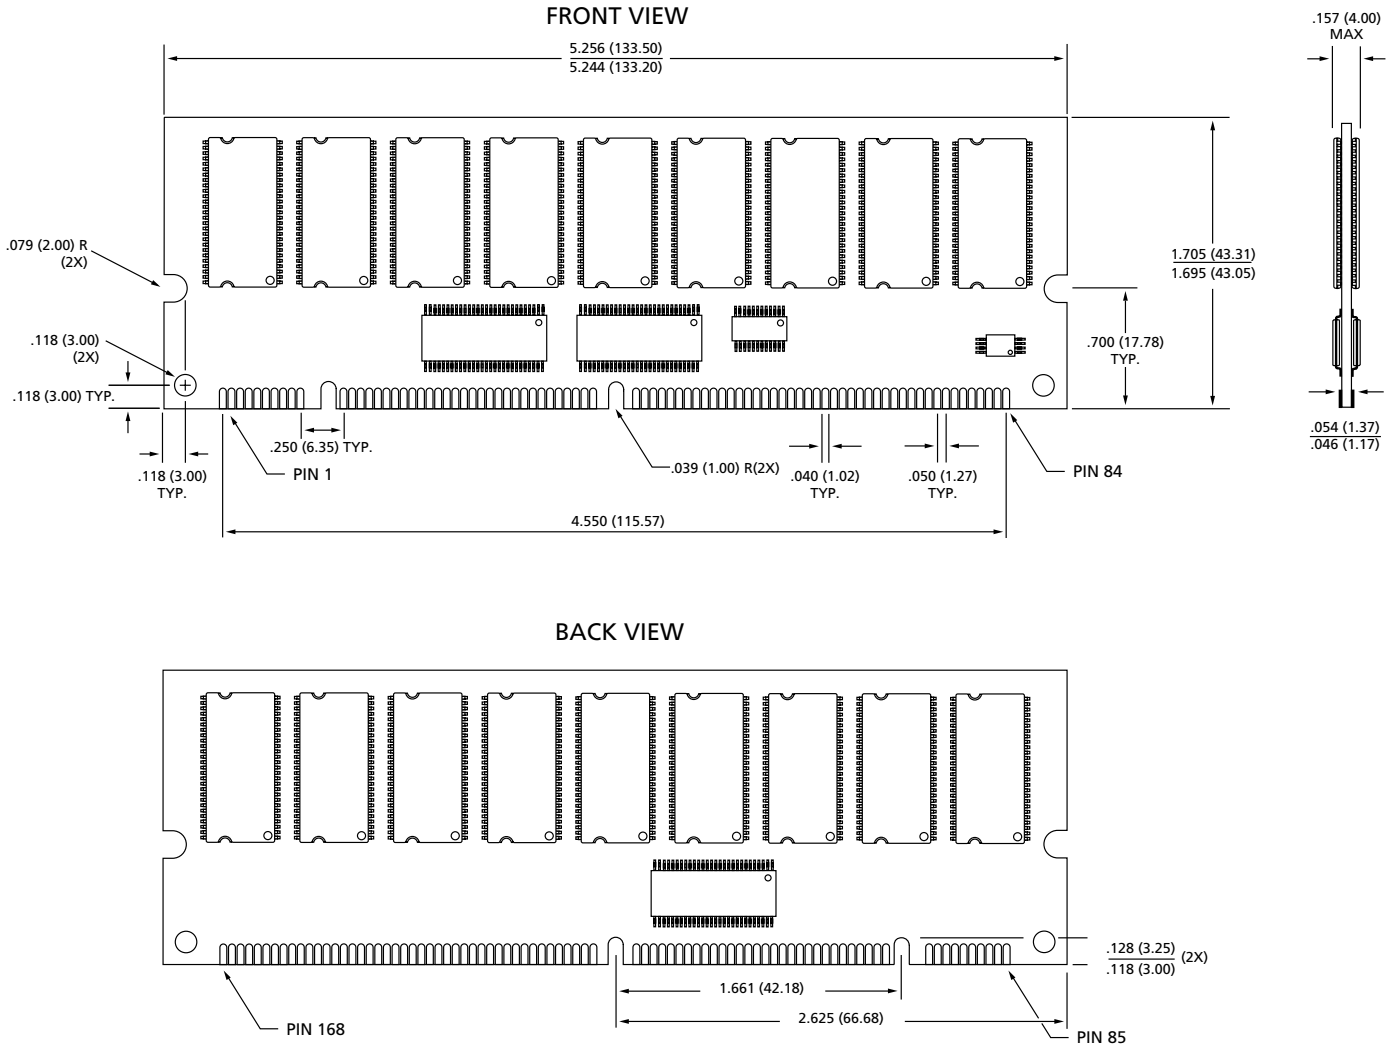 FRONT VIEW
5.256 (133.50)
5.244 (133.20)
.157 (4.00)
MAX
.079 (2.00) R
(2X)
1.705 (43.31)
1.695 (43.05)
.118 (3.00)
(2X)
.700 (17.78)
TYP.
.118 (3.00) TYP.
.250 (6.35) TYP.
.054 (1.37)
.046 (1.17)
.118 (3.00)
TYP.
PIN 1
.039 (1.00) R(2X)
.040 (1.02)
TYP.
.050 (1.27)
TYP.
PIN 84
4.550 (115.57)
BACK VIEW
.128 (3.25)
.118 (3.00)
(2X)
1.661 (42.18)
2.625 (66.68)
PIN 168
PIN 85